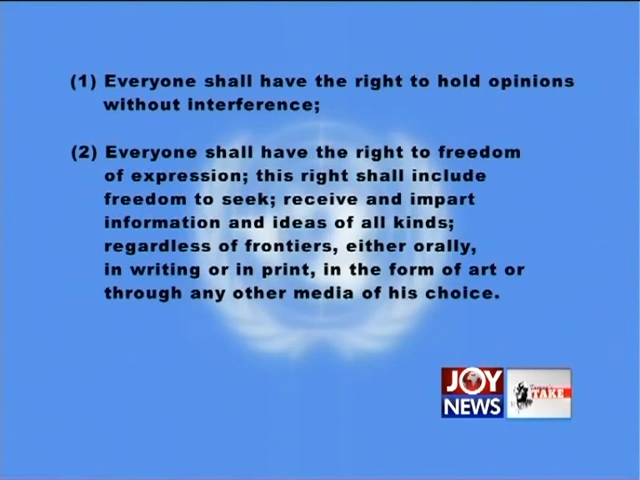 (1) Everyone shall have the right to hold opinions
without interference;
(2) Everyone shall have the right to freedom
of expression; this right shall include
freedom to seek; receive and impart
information and ideas of all kinds;
regardless of frontiers, either orally,
in writing or in print, in the form of art or
through any other media of his choice.
JOY
NEWS
TAKE